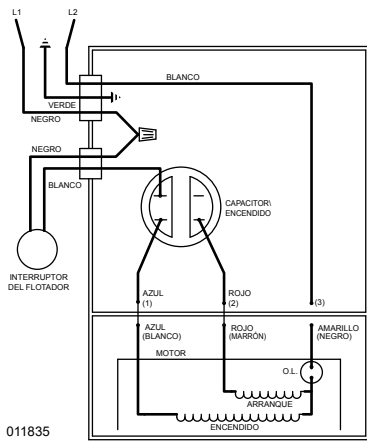 L1
L2
BLANCO
VERDE
NEGRO
NEGRO
BLANCO
CAPACITOR\
ENCENDIDO
INTERRUPTOR
DEL FLOTADOR
AZUL
(1)
ROJO
(2)
(3)
AZUL
(BLANCO)
ROJO
(MARRÓN)
AMARILLO
(NEGRO)
MOTOR
O.L.
ARRANQUE
ENCENDIDO
011835